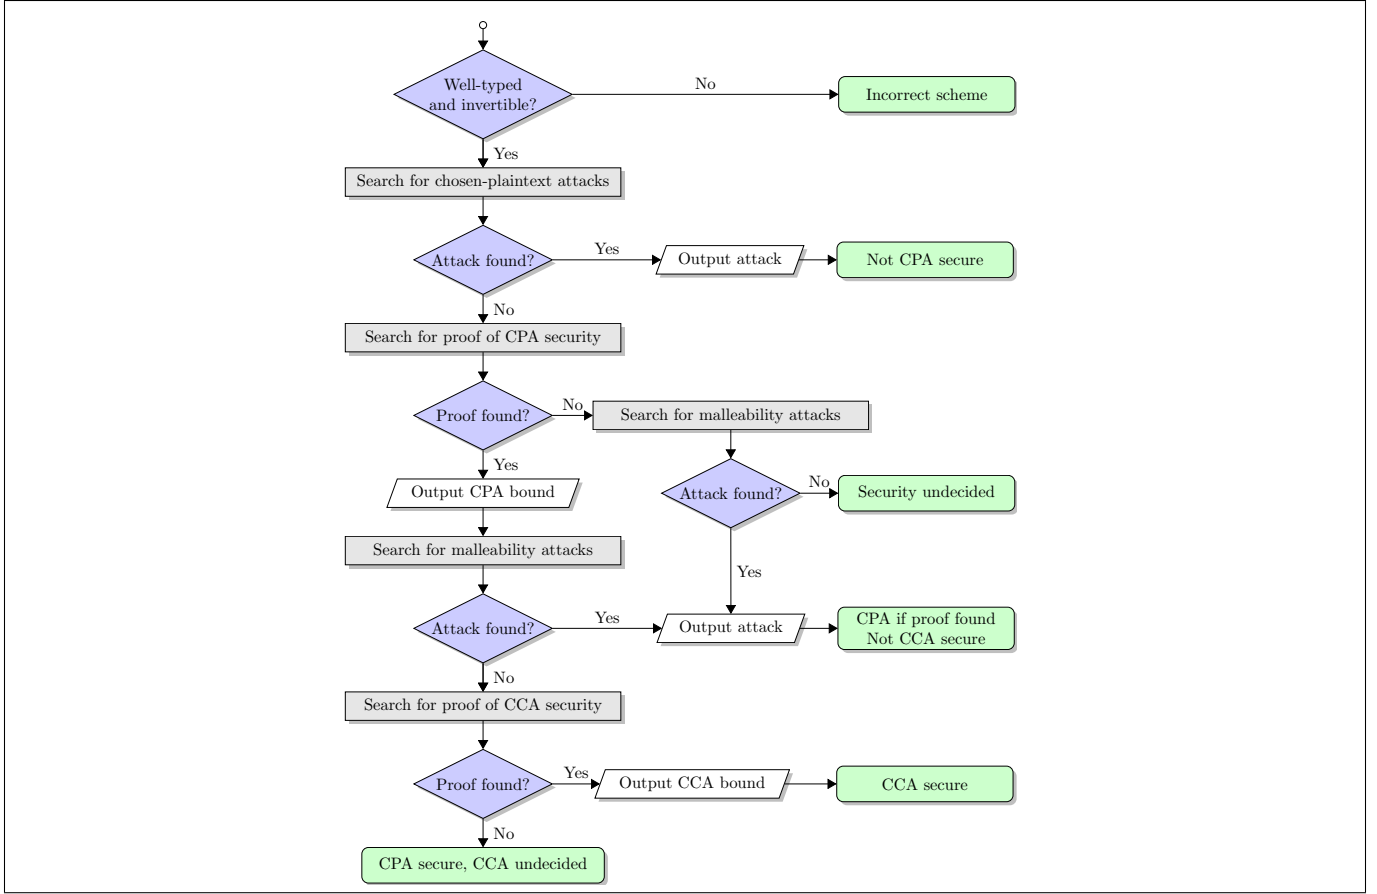 Well-typed
and invertible?
No
Incorrect scheme
Yes
Search for chosen-plaintext attacks
Attack found?
Yes
Output attack
Not CPA secure
No
Search for proof of CPA security
Proof found?
No
Search for malleability attacks
Yes
Output CPA bound
Attack found?
No
Security undecided
Search for malleability attacks
Yes
Attack found?
Yes
Output attack
CPA if proof found
Not CCA secure
No
Search for proof of CCA security
Proof found?
Yes
Output CCA bound
CCA secure
No
CPA secure, CCA undecided